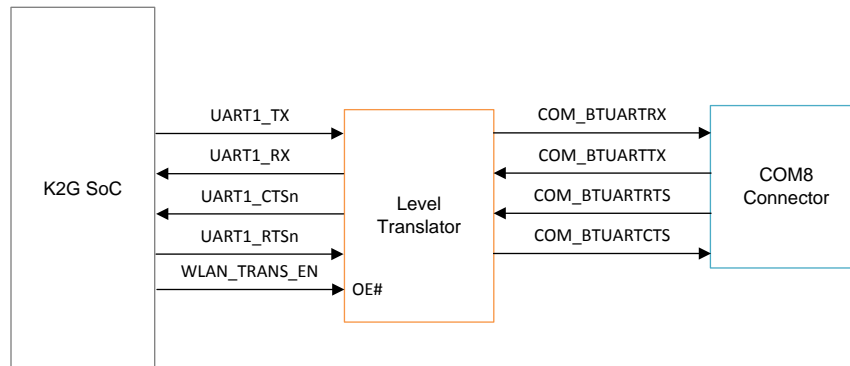 UART1_TX
COM_BTUARTRX
UART1_RX
COM_BTUARTTX
K2G SoC
Level
Translator
COM8
Connector
UART1_CTSn
COM_BTUARTRTS
UART1_RTSn
COM_BTUARTCTS
WLAN_TRANS_EN
OE#